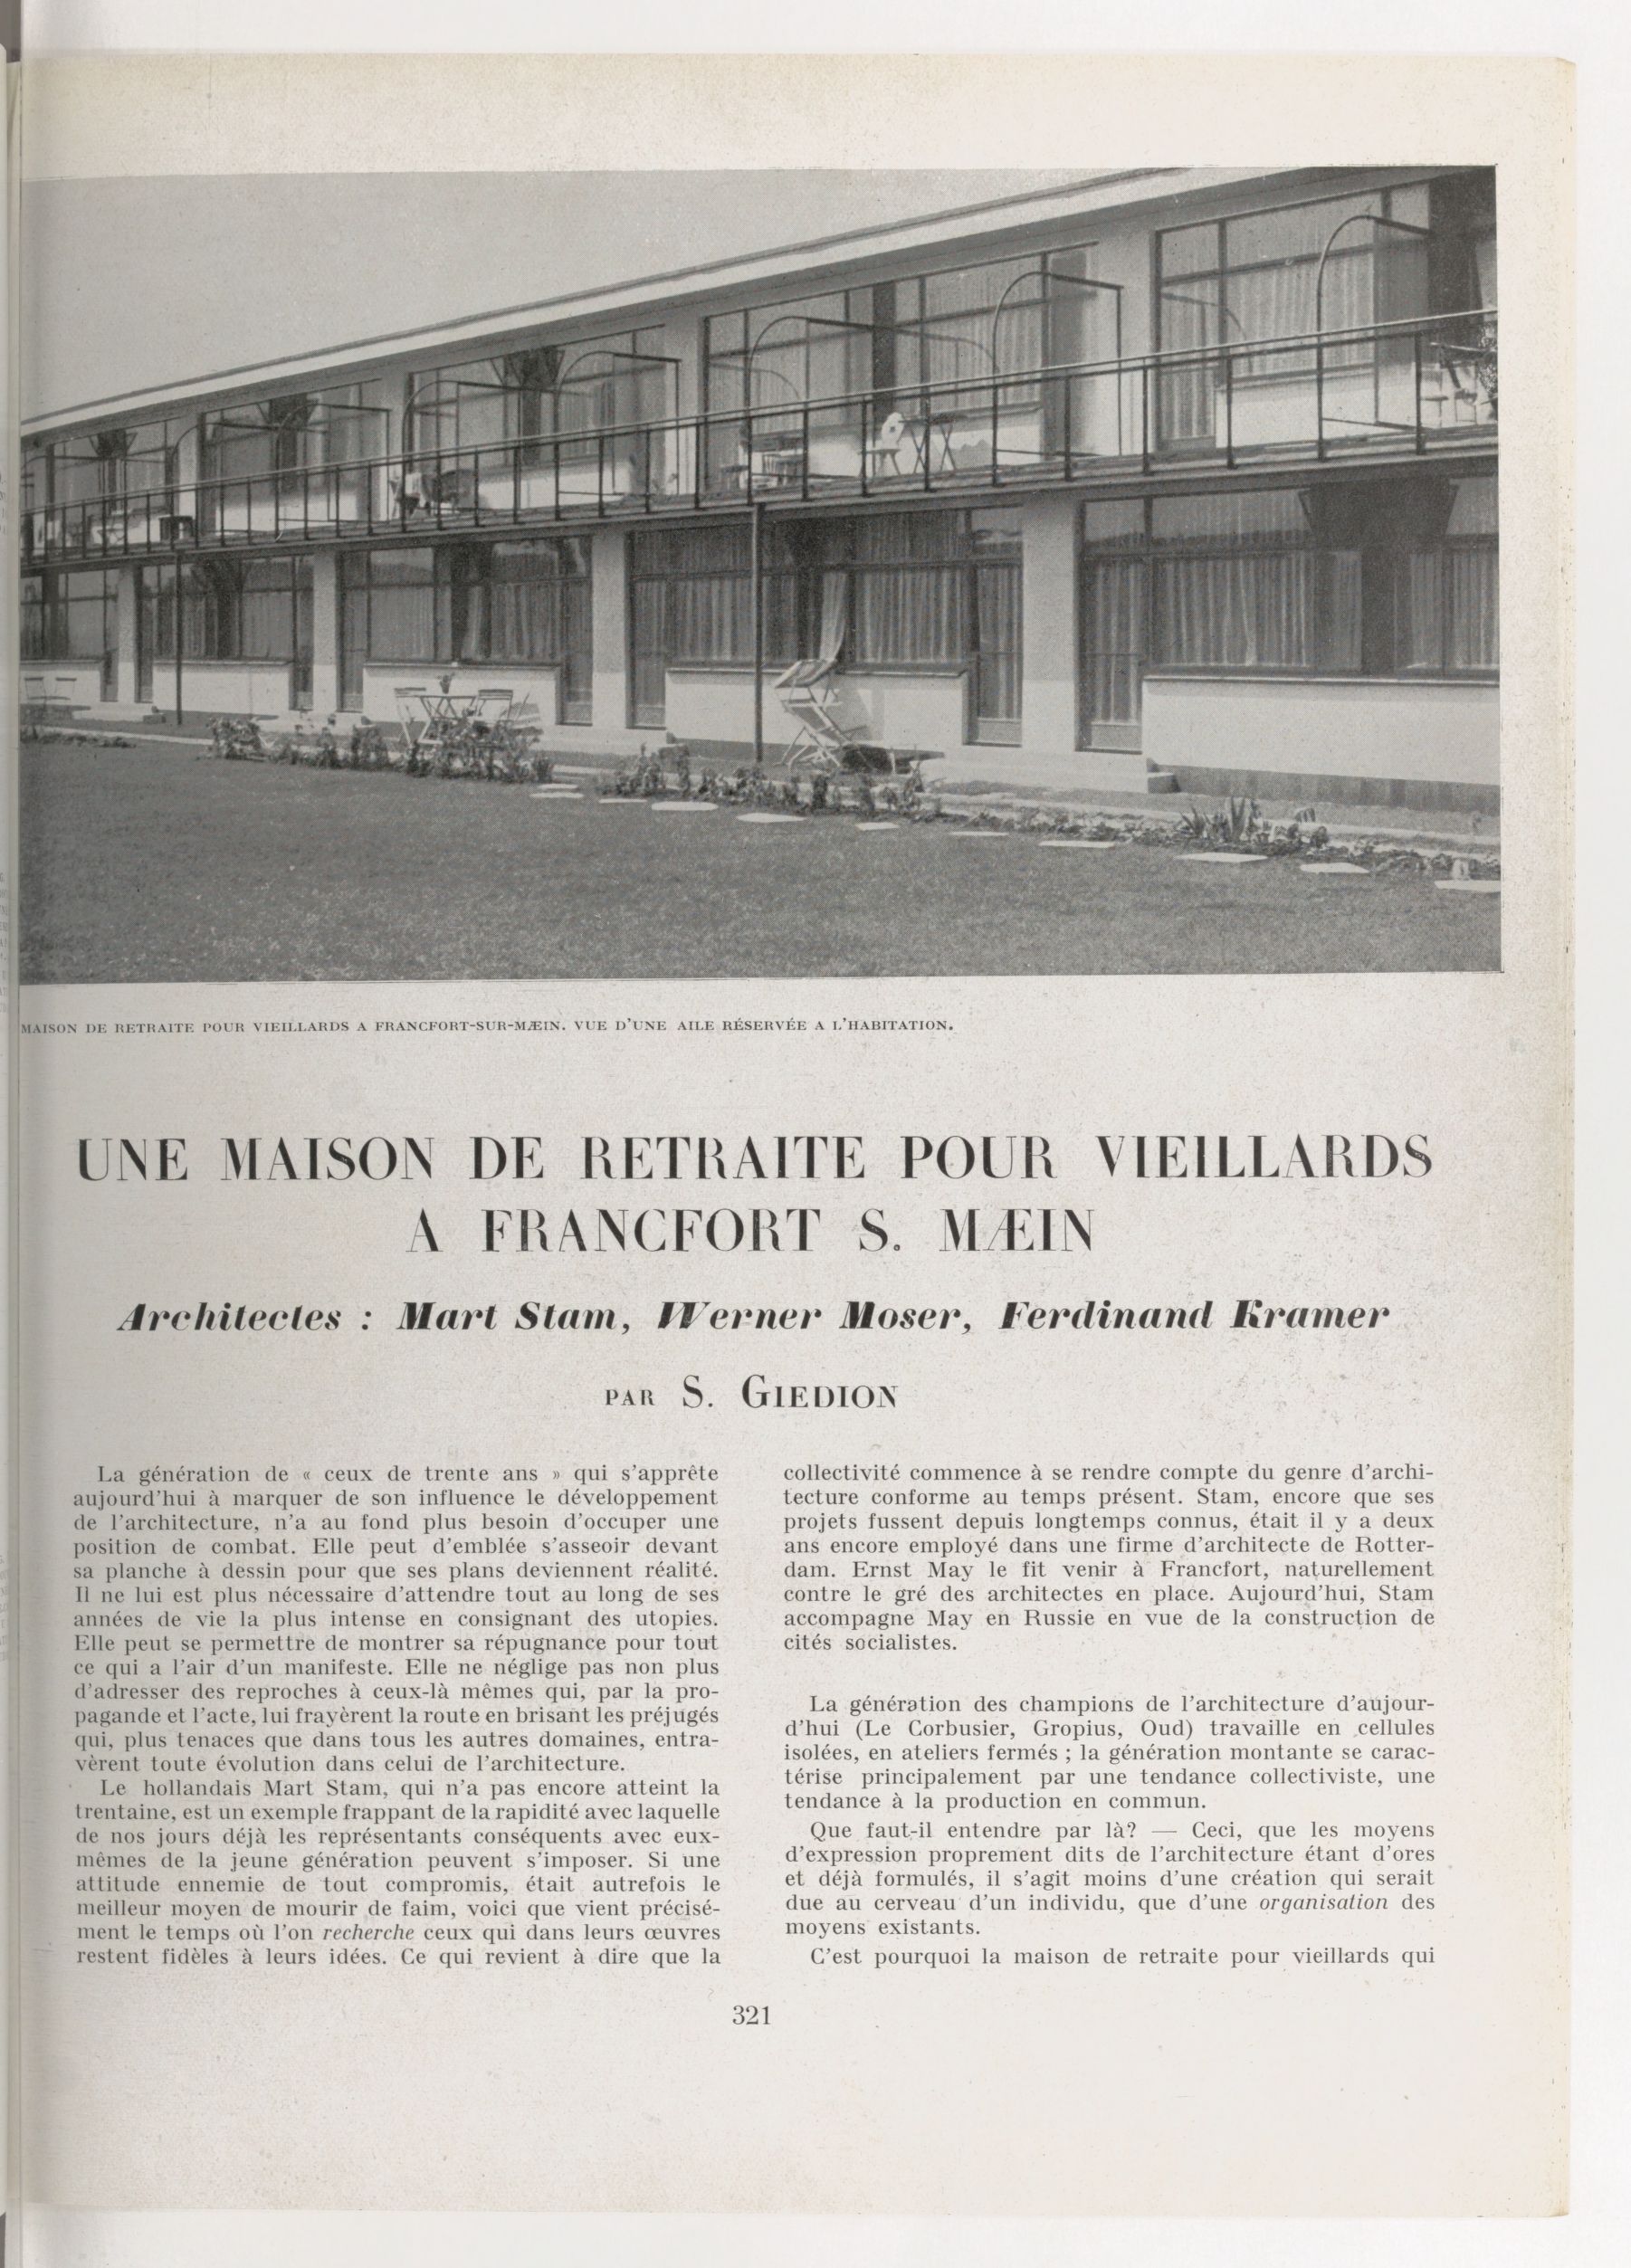 MAISON DE RETRAITE POUR VIEILLARDS A FRANCFORT-SUR-MÆIN. VUE D'UNE AILE RÉSERVÉE A L'HABITATION.
UNE MAISON DE RETRAITE POUR VIEILLARDS
A FRANCFORT S. MÆIN
Architectes : Mart Stam, Werner Moser, Ferdinand Kramer
PAR S. GIEDION
La génération de « ceux de trente ans » qui s'apprête
aujourd'hui à marquer de son influence le développement
de l'architecture, n'a au fond plus besoin d'occuper une
position de combat. Elle peut d'emblée s'asseoir devant
sa planche à dessin pour que ses plans deviennent réalité.
Il ne lui est plus nécessaire d'attendre tout au long de ses
années de vie la plus intense en consignant des utopies.
Elle peut se permettre de montrer sa répugnance pour tout
ce qui a l'air d'un manifeste. Elle ne néglige pas non plus
d'adresser des reproches à ceux-là mêmes qui, par la pro-
pagande et l'acte, lui frayèrent la route en brisant les préjugés
qui, plus tenaces que dans tous les autres domaines, entra-
vèrent toute évolution dans celui de l'architecture.
Le hollandais Mart Stam, qui n'a pas encore atteint la
trentaine, est un exemple frappant de la rapidité avec laquelle
de nos jours déjà les représentants conséquents avec eux-
mêmes de la jeune génération peuvent s'imposer. Si une
attitude ennemie de tout compromis, était autrefois le
meilleur moyen de mourir de faim, voici que vient précisé-
ment le temps où l'on recherche ceux qui dans leurs œuvres
restent fidèles à leurs idées. Ce qui revient à dire que la
collectivité commence à se rendre compte du genre d'archi-
tecture conforme au temps présent. Stam, encore que ses
projets fussent depuis longtemps connus, était il y a deux
ans encore employé dans une firme d'architecte de Rotter-
dam. Ernst May le fit venir à Francfort, naturellement
contre le gré des architectes en place. Aujourd'hui, Stam
accompagne May en Russie en vue de la construction de
cités socialistes.
La génération des champions de l'architecture d'aujour-
d'hui (Le Corbusier, Gropius, Oud) travaille en cellules
isolées, en ateliers fermés ; la génération montante se carac-
térise principalement par une tendance collectiviste, une
tendance à la production en commun.
Que faut-il entendre par là? — Ceci, que les moyens
d'expression proprement dits de l'architecture étant d'ores
et déjà formulés, il s'agit moins d'une création qui serait
due au cerveau d'un individu, que d'une organisation des
moyens existants.
C'est pourquoi la maison de retraite pour vieillards qui
321